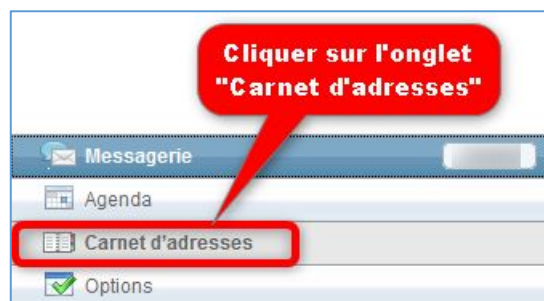 Cliquer sur l'onglet
"Carnet d'adresses"
Messagerie
Agenda
Carnet d'adresses
Options